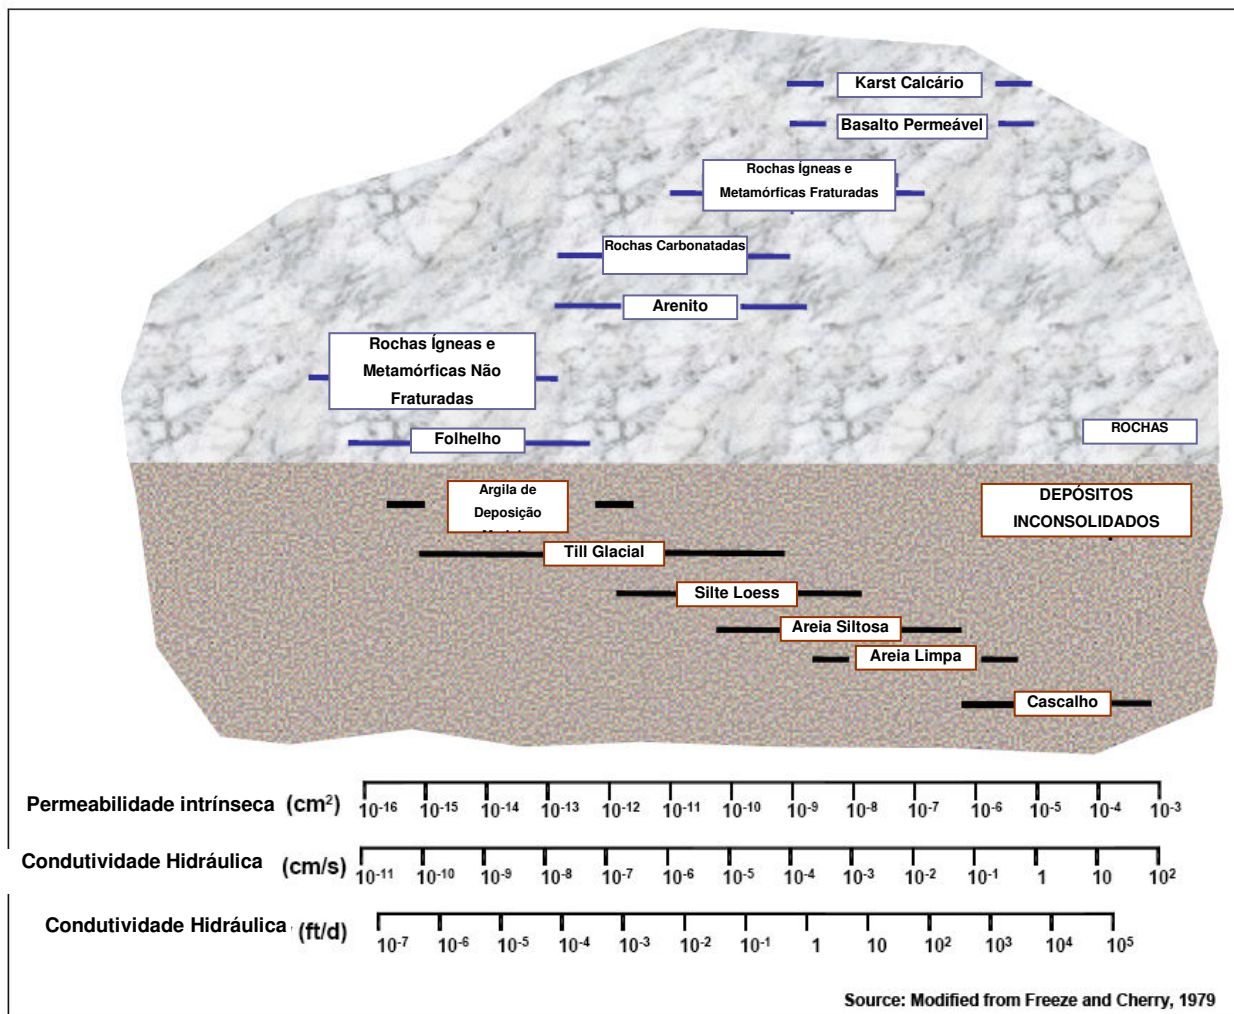 Karst Calcário
Basalto Permeável
Rochas Ígneas e
Metamórficas Fraturadas
Rochas Carbonatadas
Arenito
Rochas Ígneas e
Metamórficas Não
Fraturadas
Folhelho
ROCHAS
Argila de
Deposição
DEPÓSITOS
INCONSOLIDADOS
Till Glacial
Silte Loess
Areia Siltosa
Areia Limpa
Cascalho
Permeabilidade intrínseca (cm²)
10⁻¹⁶ 10⁻¹⁵ 10⁻¹⁴ 10⁻¹³ 10⁻¹² 10⁻¹¹ 10⁻¹⁰ 10⁻⁹ 10⁻⁸ 10⁻⁷ 10⁻⁶ 10⁻⁵ 10⁻⁴ 10⁻³
Condutividade Hidráulica (cm/s)
10⁻¹¹ 10⁻¹⁰ 10⁻⁹ 10⁻⁸ 10⁻⁷ 10⁻⁶ 10⁻⁵ 10⁻⁴ 10⁻³ 10⁻² 10⁻¹ 1 10 10²
Condutividade Hidráulica (ft/d)
10⁻⁷ 10⁻⁶ 10⁻⁵ 10⁻⁴ 10⁻³ 10⁻² 10⁻¹ 1 10 10² 10³ 10⁴ 10⁵
Source: Modified from Freeze and Cherry, 1979